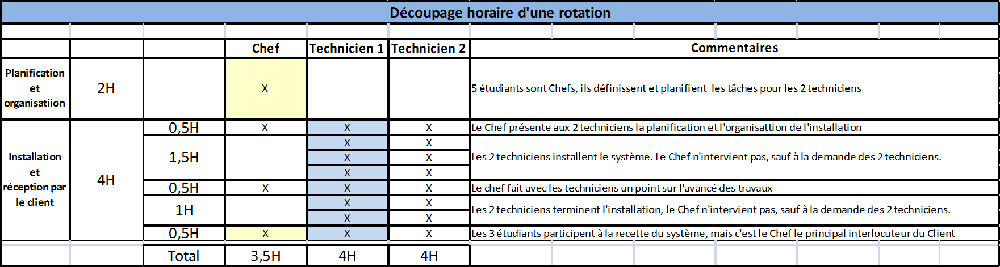 Découpage horaire d'une rotation
Chef Technicien 1 Technicien 2 Commentaires
Planification
et
organisatiion
2H X 5 étudiants sont Chefs, ils définissent et planifient les tâches pour les 2 techniciens
Installation
et
réception par
le client
4H
0,5H X X X Le Chef présente aux 2 techniciens la planification et l'organisattion de l'installation
X X
1,5H X X Les 2 techniciens installent le système. Le Chef n'intervient pas, sauf à la demande des 2 techniciens.
X X
0,5H X X X Le chef fait avec les techniciens un point sur l'avancé des travaux
X X
1H Les 2 techniciens terminent l'installation, le Chef n'intervient pas, sauf à la demande des 2 techniciens.
X X
0,5H X X X Les 3 étudiants participent à la recette du système, mais c'est le Chef le principal interlocuteur du Client
Total 3,5H 4H 4H